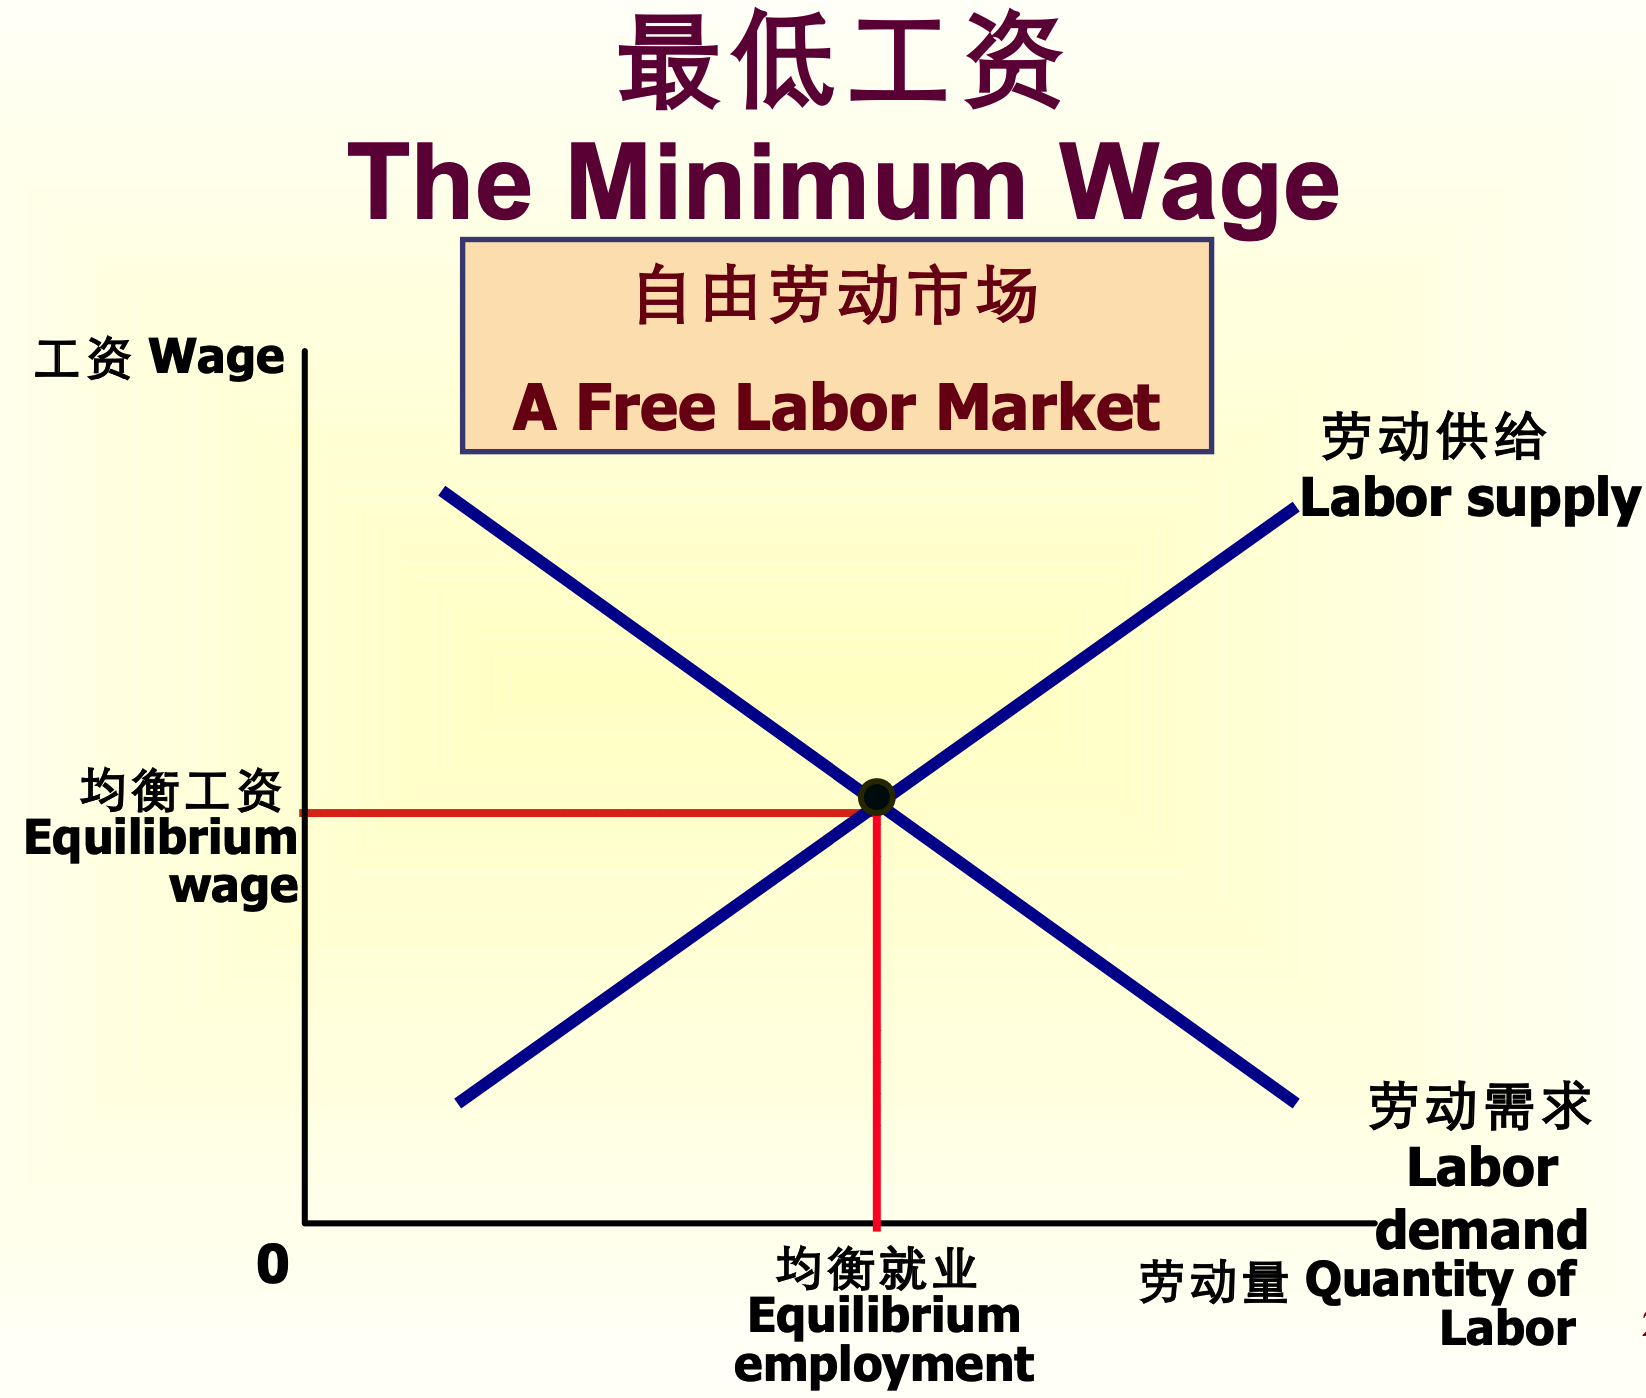 最低工资
The Minimum Wage
自由劳动市场
A Free Labor Market
工资 Wage
劳动供给
Labor supply
均衡工资
Equilibrium
wage
劳动需求
Labor
demand
0
均衡就业
Equilibrium
employment
劳动量 Quantity of
Labor